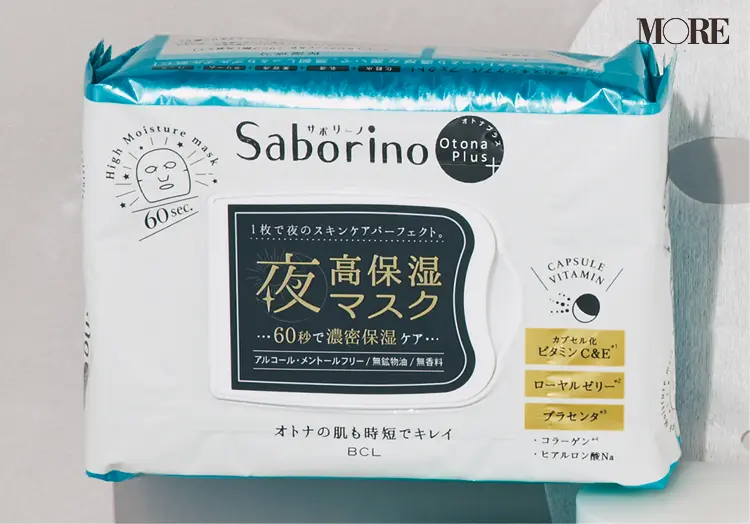 MORE
サボリーノ
Saborino
オトナプラス
Otona
Plus+
High Moisture mask
60 sec.
1枚で夜のスキンケアパーフェクト。
夜 高保湿
マスク
…60秒で濃密保湿ケア…
アルコール・メントールフリー/無鉱物油/無香料
CAPSULE
VITAMIN
カプセル化
ビタミンC&E*1
ローヤルゼリー*2
プラセンタ*3
・コラーゲン*4
・ヒアルロン酸Na
オトナの肌も時短でキレイ
BCL